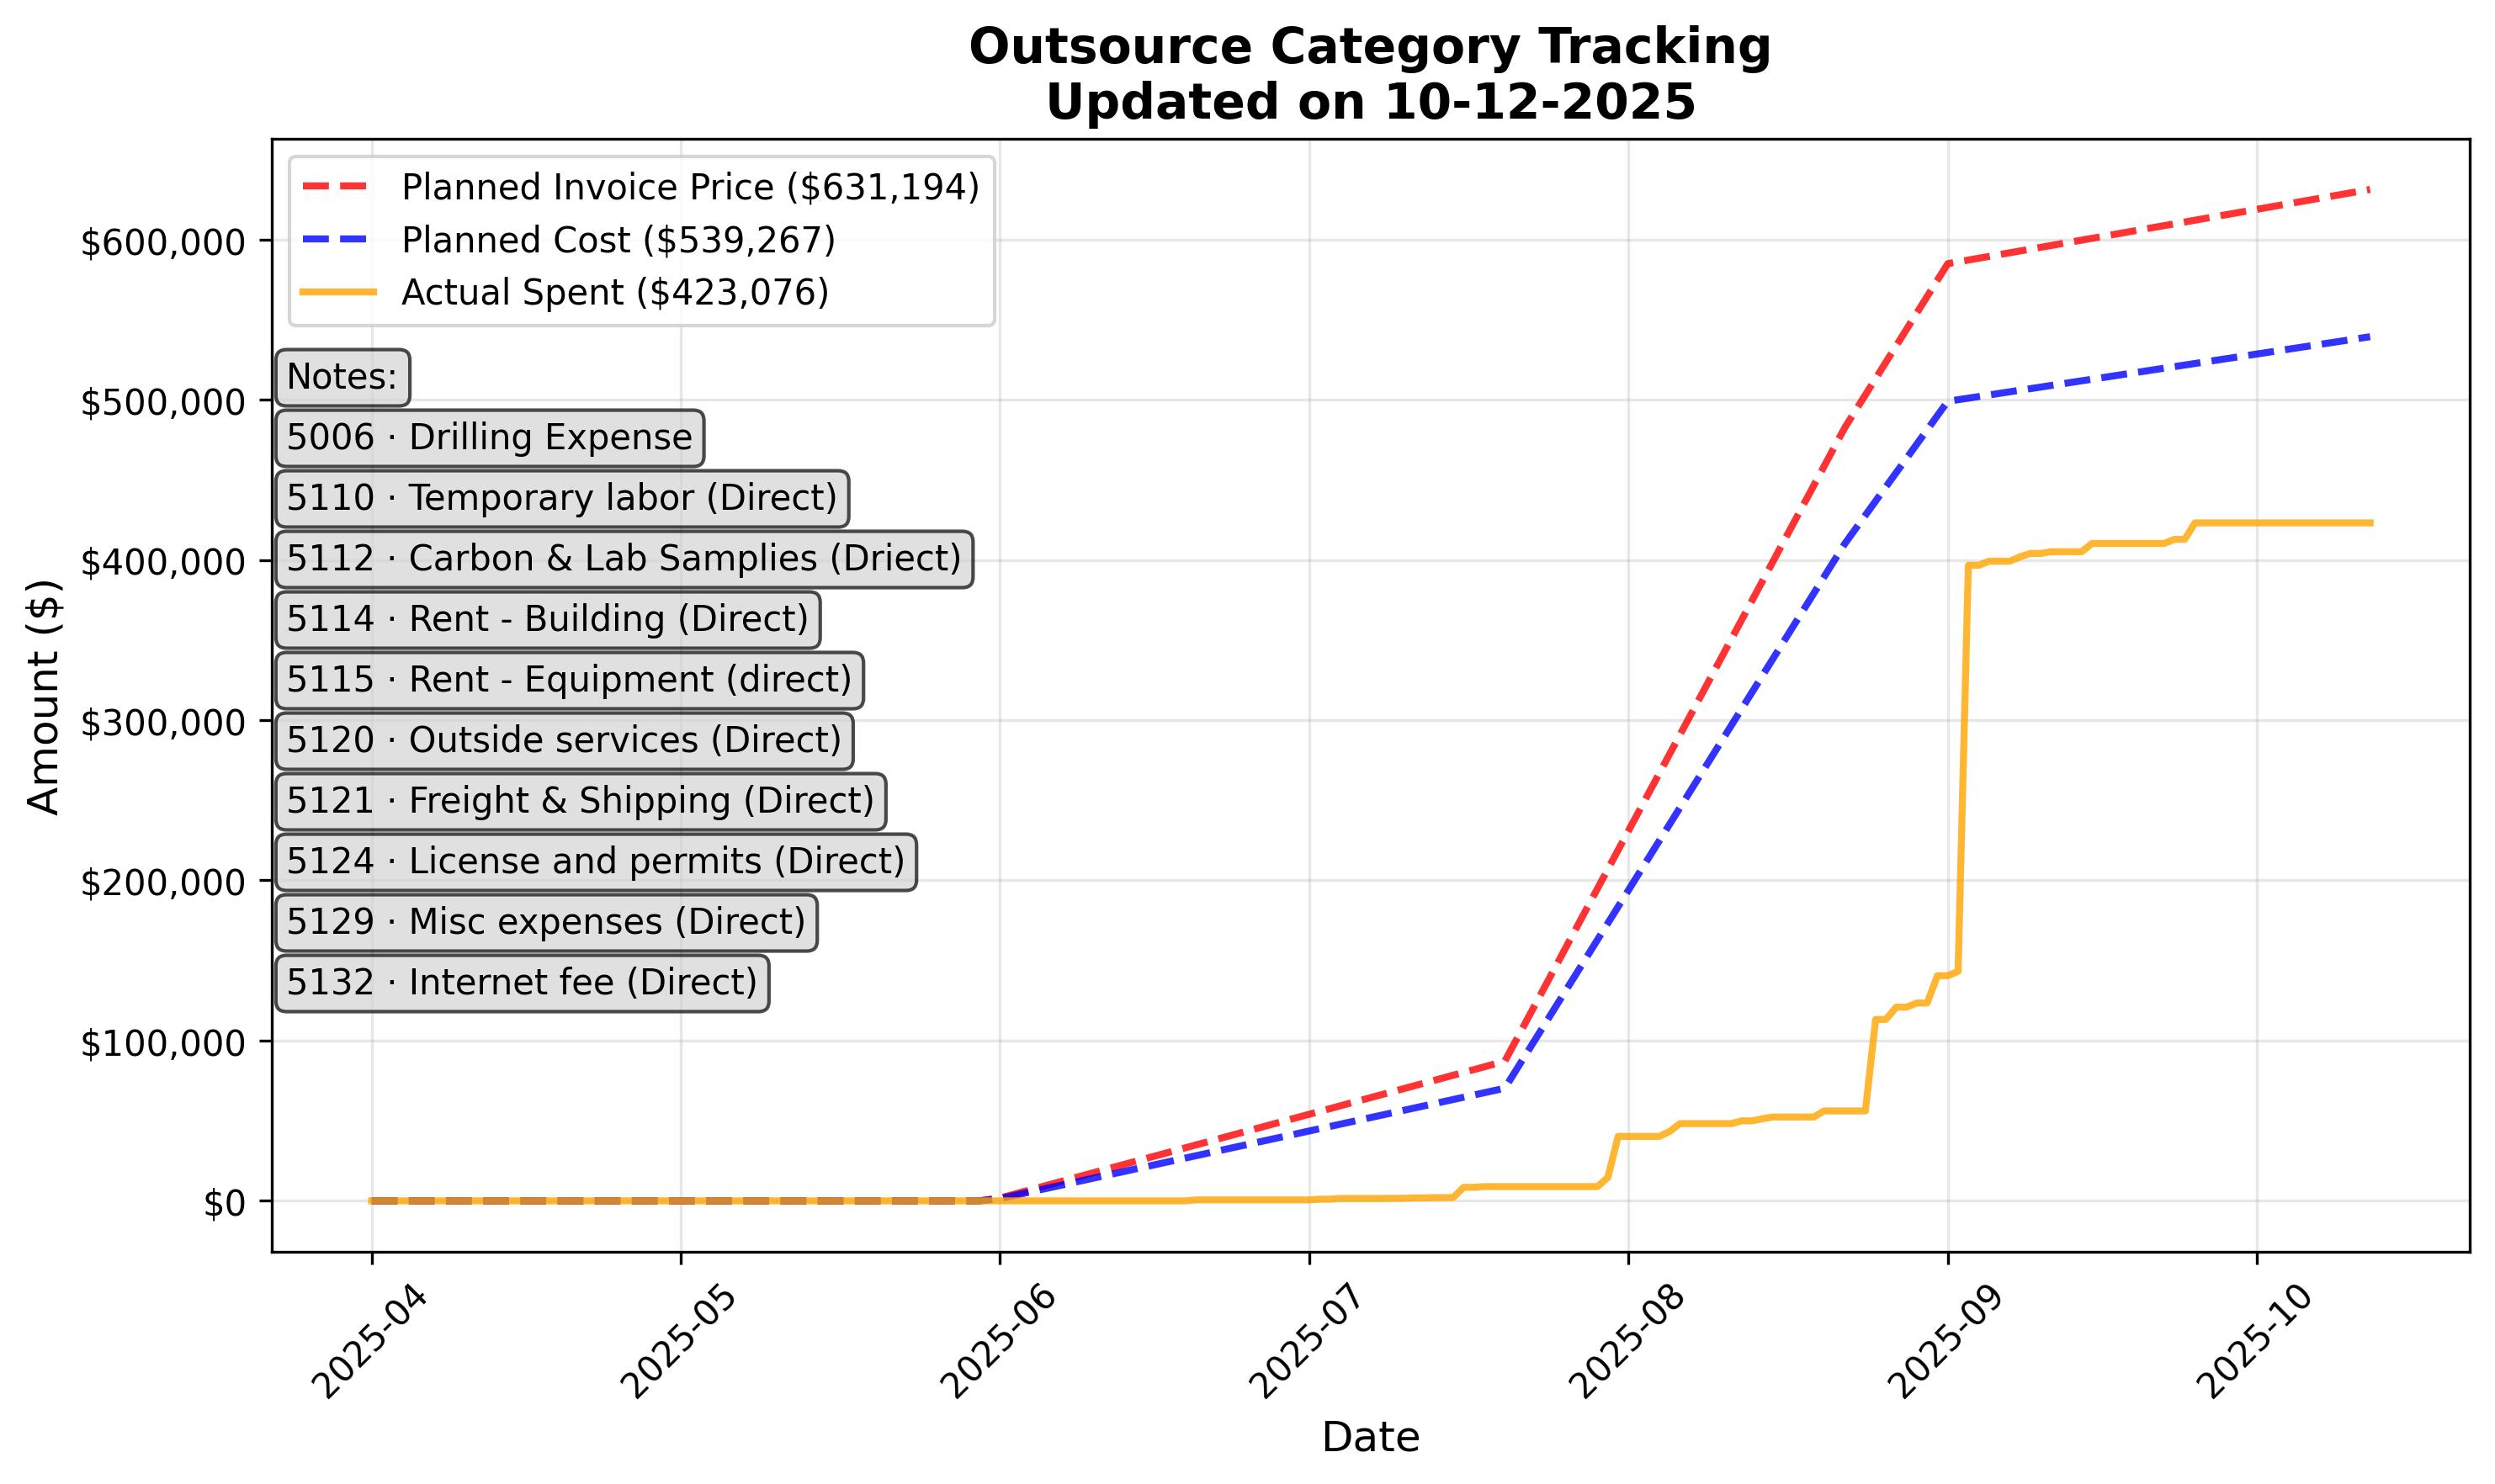 Outsource Category Tracking
Updated on 10-12-2025
Planned Invoice Price ($631,194)
Planned Cost ($539,267)
Actual Spent ($423,076)
Notes:
5006 · Drilling Expense
5110 · Temporary labor (Direct)
5112 · Carbon & Lab Samplies (Driect)
5114 · Rent - Building (Direct)
5115 · Rent - Equipment (direct)
5120 · Outside services (Direct)
5121 · Freight & Shipping (Direct)
5124 · License and permits (Direct)
5129 · Misc expenses (Direct)
5132 · Internet fee (Direct)
Amount ($)
$600,000
$500,000
$400,000
$300,000
$200,000
$100,000
$0
2025-04
2025-05
2025-06
2025-07
2025-08
2025-09
2025-10
Date